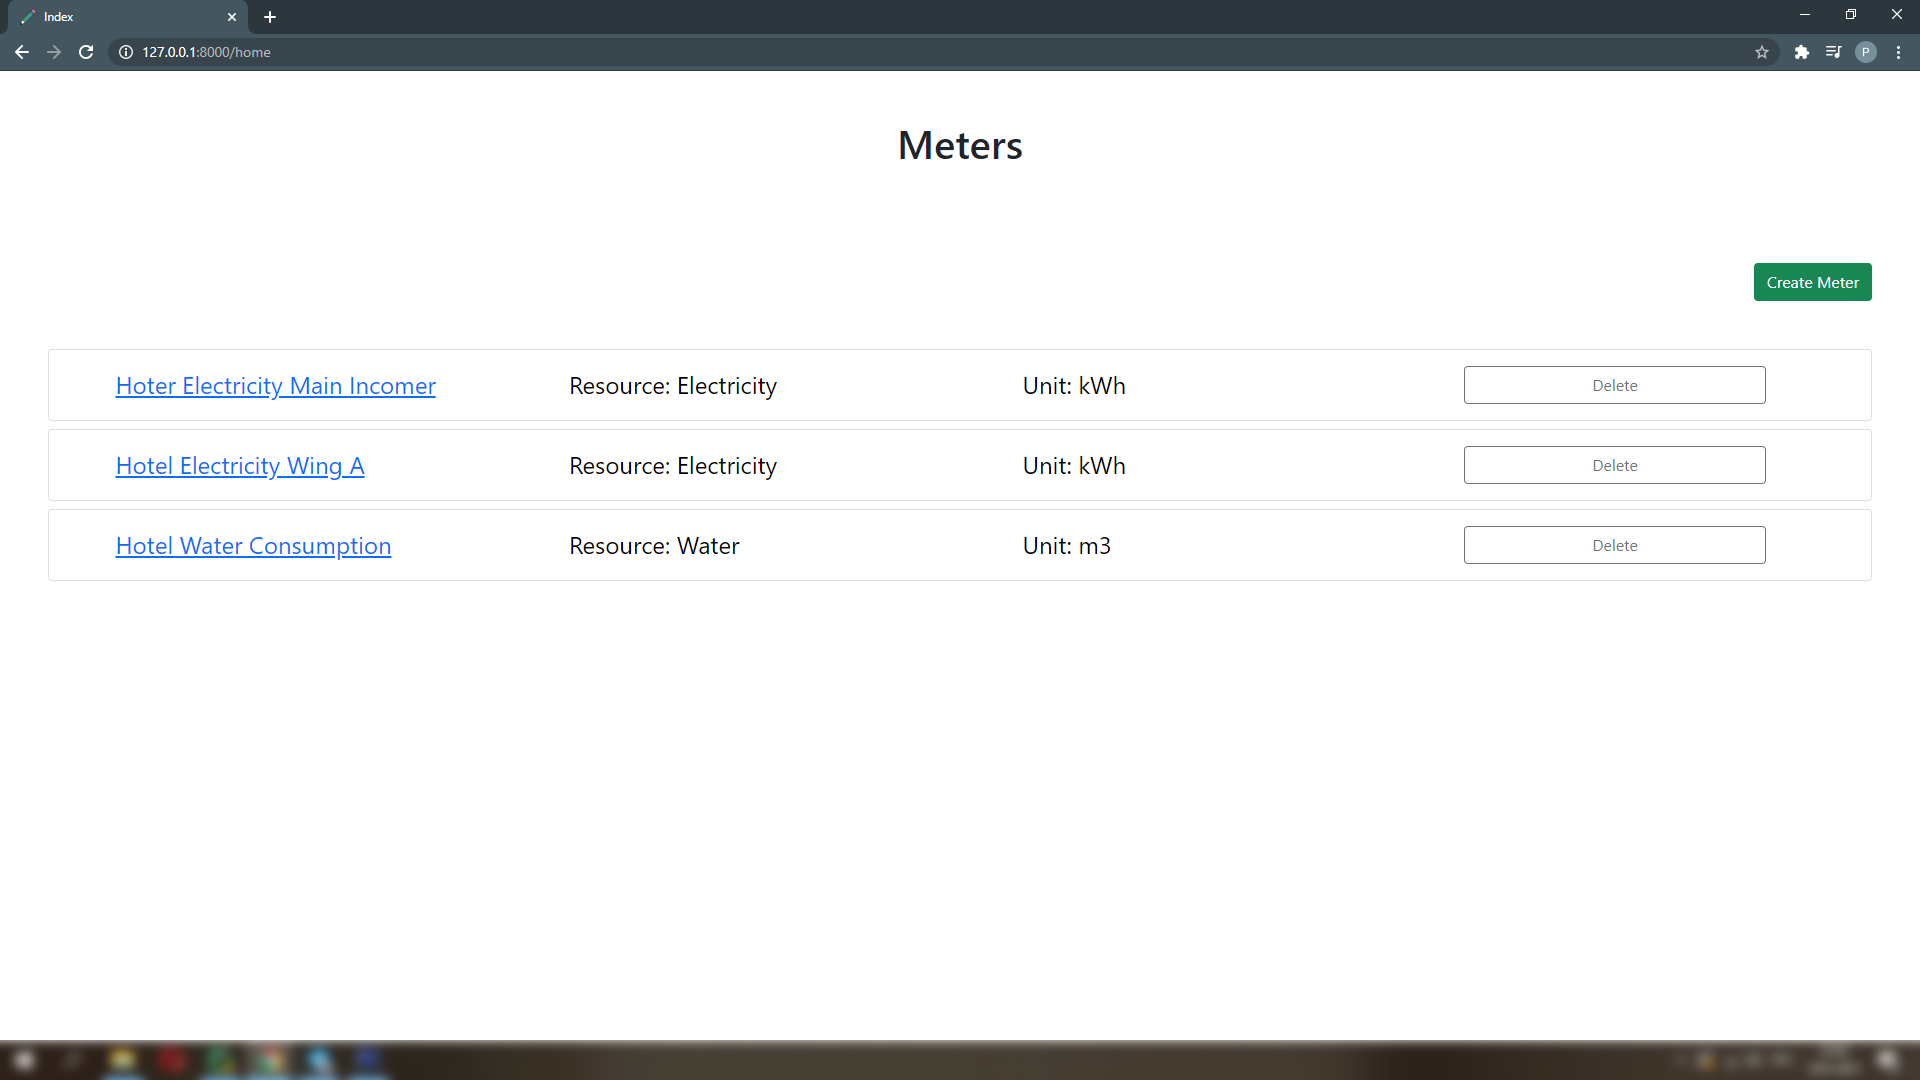 Index
127.0.0.1:8000/home
P
Meters
Create Meter
Hoter Electricity Main Incomer Resource: Electricity Unit: kWh Delete
Hotel Electricity Wing A Resource: Electricity Unit: kWh Delete
Hotel Water Consumption Resource: Water Unit: m3 Delete